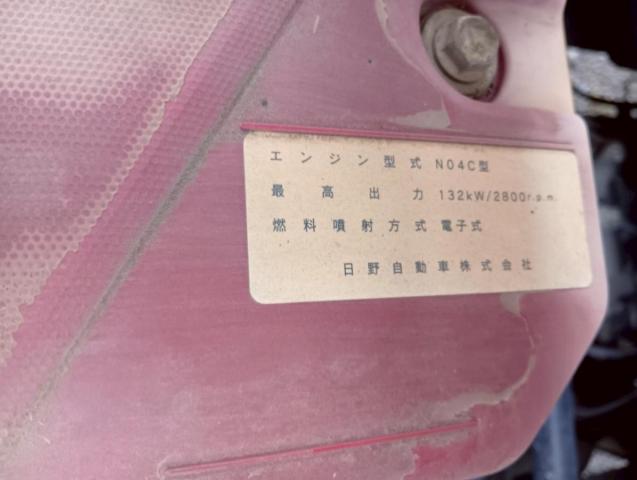 エンジン型式 N04C型
最高出力 132kW/2800r.p.m.
燃料噴射方式 電子式
日野自動車株式会社